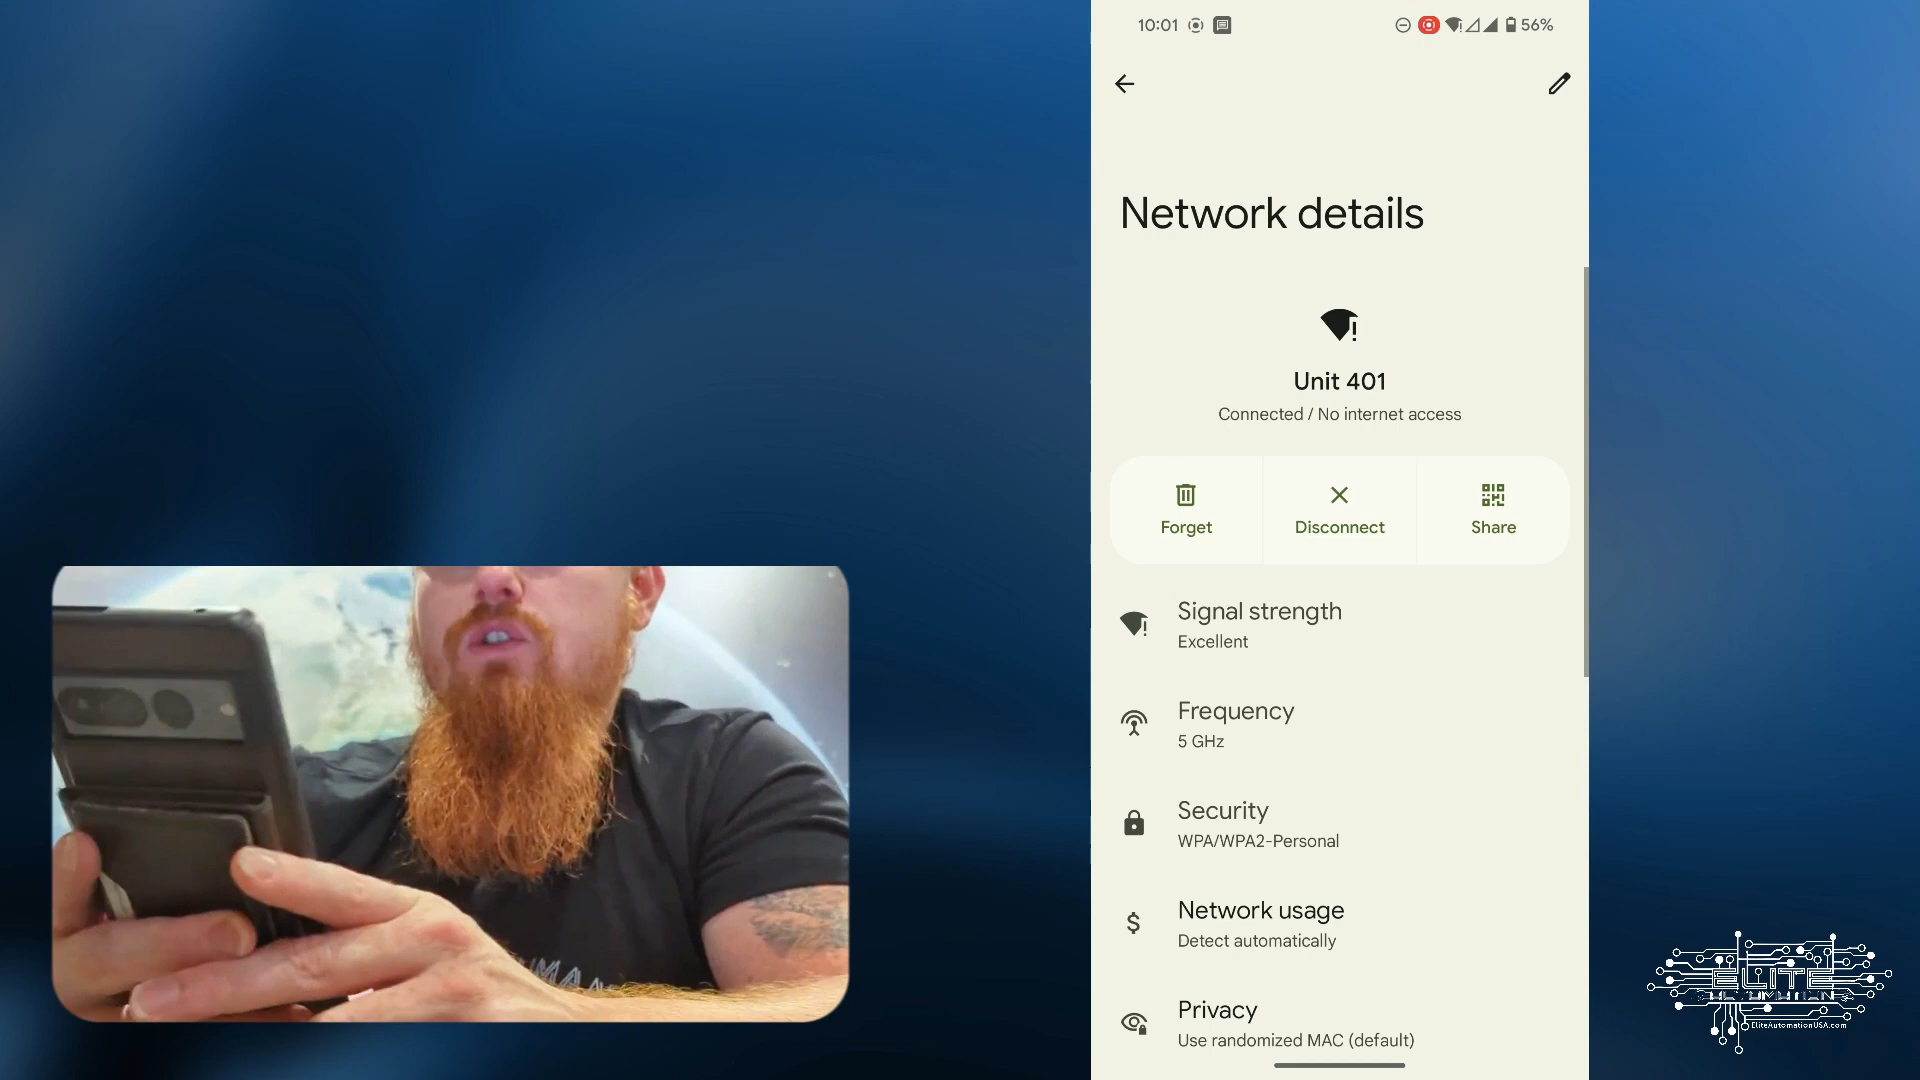 10:01
56%
Network details
Unit 401
Connected / No internet access
Forget
Disconnect
Share
Signal strength
Excellent
Frequency
5 GHz
Security
WPA/WPA2-Personal
Network usage
Detect automatically
Privacy
Use randomized MAC (default)
ELITE
AUTOMATION
EliteAutomationUSA.com